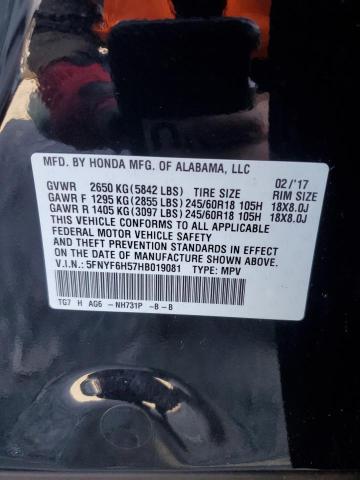 MFD. BY HONDA MFG. OF ALABAMA, LLC
GVWR 2650 KG (5842 LBS) TIRE SIZE 02/'17 RIM SIZE
GAWR F 1295 KG (2855 LBS) 245/60R18 105H 18X8.0J
GAWR R 1405 KG (3097 LBS) 245/60R18 105H 18X8.0J
THIS VEHICLE CONFORMS TO ALL APPLICABLE
FEDERAL MOTOR VEHICLE SAFETY, BUMPER,
AND THEFT PREVENTION STANDARDS IN EFFECT
ON THE DATE OF MANUFACTURE SHOWN ABOVE.
V.I.N.: 5FNYF6H57HB019081 TYPE: MPV
TG7 H AG6 -NH731P -B -B